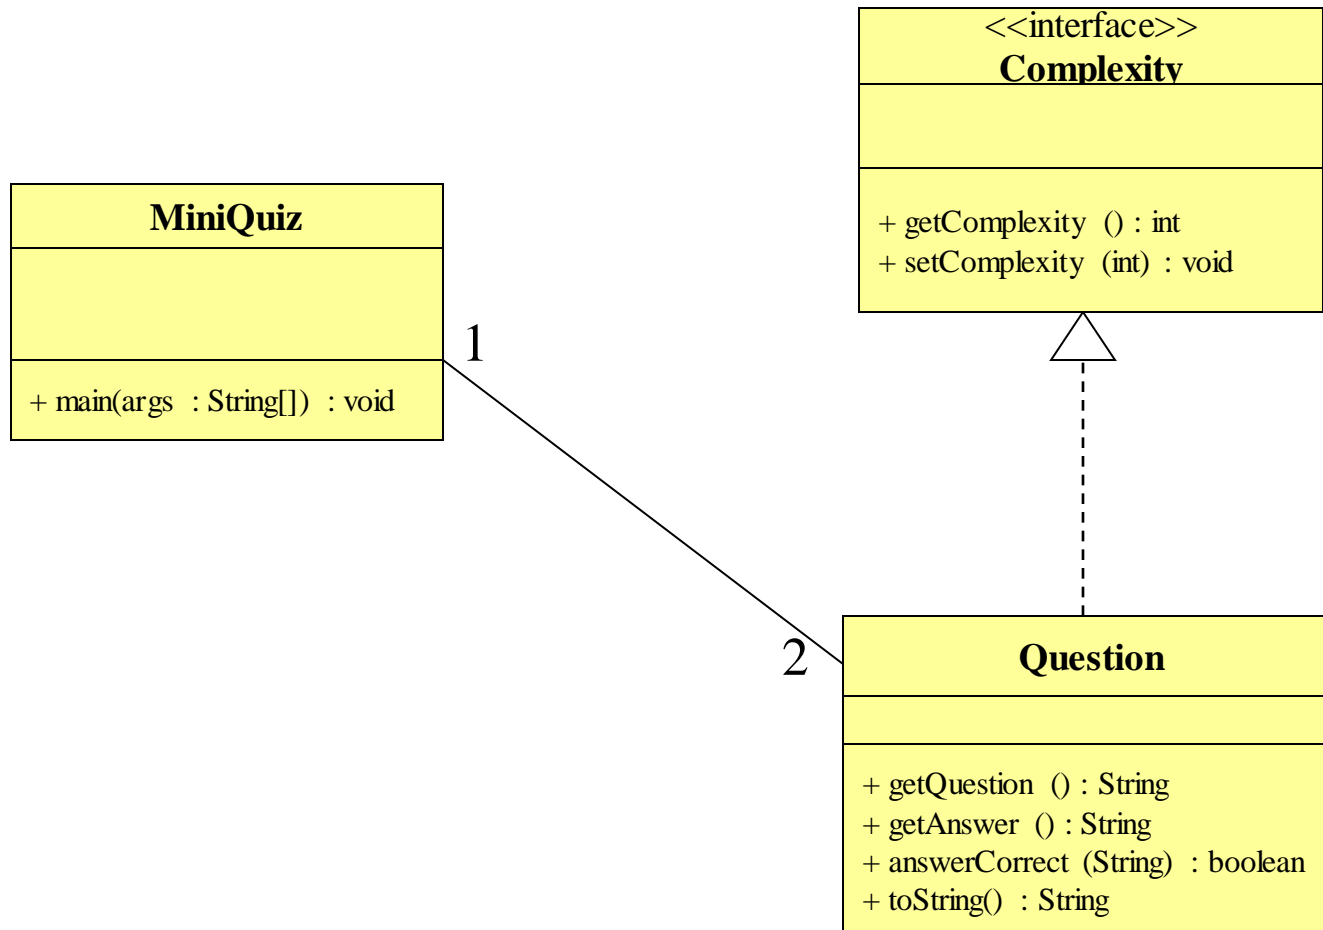 <<interface>>
Complexity
+ getComplexity () : int
+ setComplexity (int) : void
MiniQuiz
+ main(args : String[]) : void
1
2
Question
+ getQuestion () : String
+ getAnswer () : String
+ answerCorrect (String) : boolean
+ toString() : String